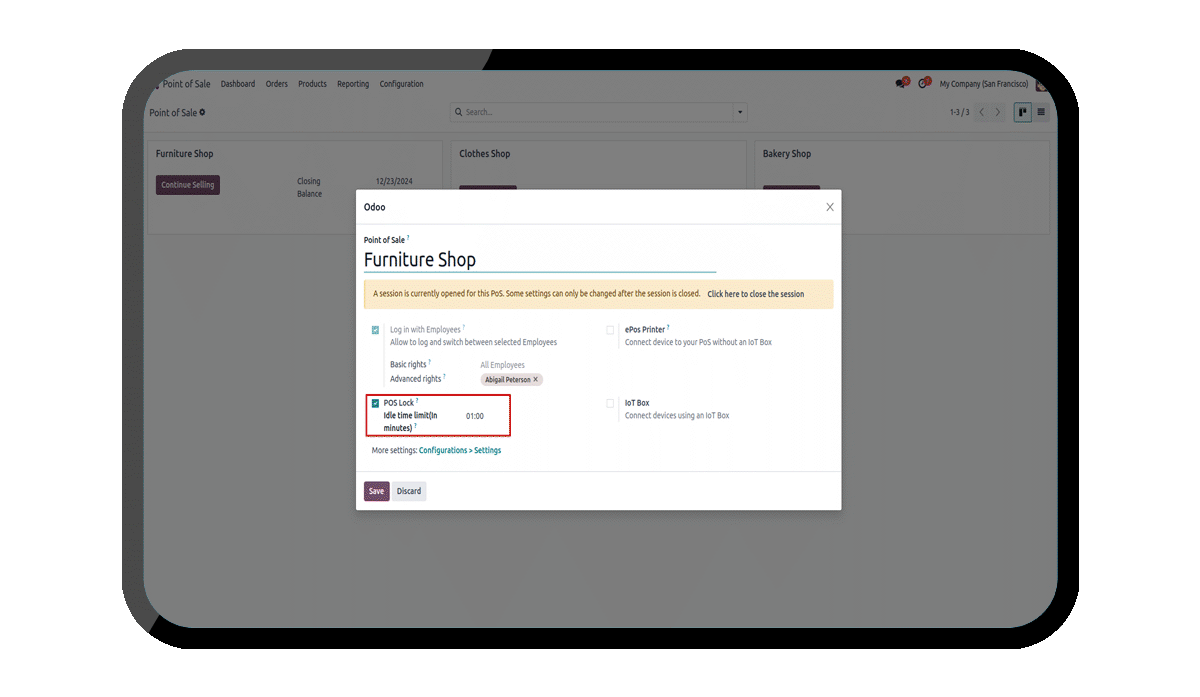 Point of Sale Dashboard Orders Products Reporting Configuration My Company (San Francisco)
Point of Sale Search... 1-3 / 3
Furniture Shop Clothes Shop Bakery Shop
Continue Selling Closing 12/23/2024
Balance
Odoo
Point of Sale ?
Furniture Shop
A session is currently opened for this PoS. Some settings can only be changed after the session is closed. Click here to close the session
Log in with Employees ? ePos Printer ?
Allow to log and switch between selected Employees Connect device to your PoS without an IoT Box
Basic rights ? All Employees
Advanced rights ? Abigail Peterson ×
POS Lock ? IoT Box
Idle time limit(In 01:00 Connect devices using an IoT Box
minutes) ?
More settings: Configurations > Settings
Save Discard